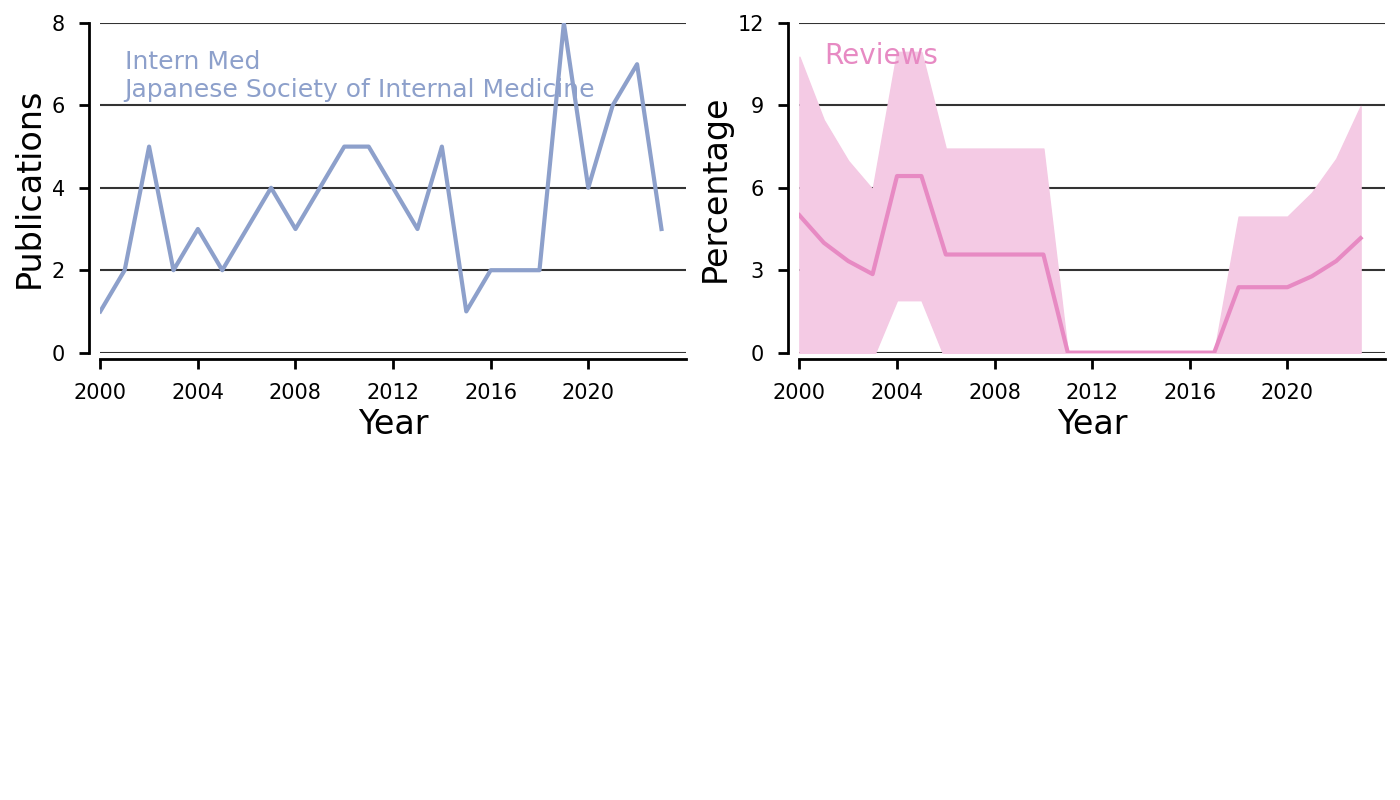 Publications
8
6
4
2
0
Intern Med
Japanese Society of Internal Medicine
2000 2004 2008 2012 2016 2020
Year
Percentage
12
9
6
3
0
Reviews
2000 2004 2008 2012 2016 2020
Year